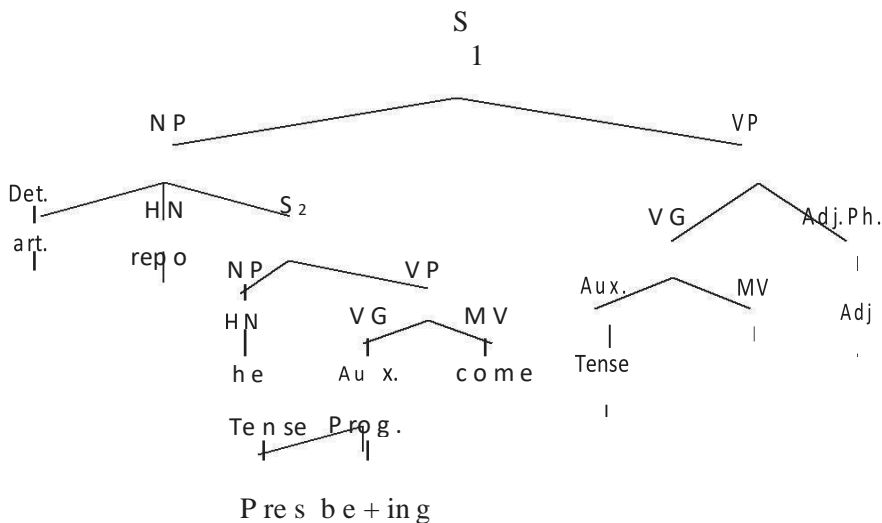 S
1
NP VP
Det. HN S2 VG Adj.Ph.
art. repo NP VP Aux. MV Adj
HN VG MV
he Aux. come Tense
Tense Prog.
Pres be+ing